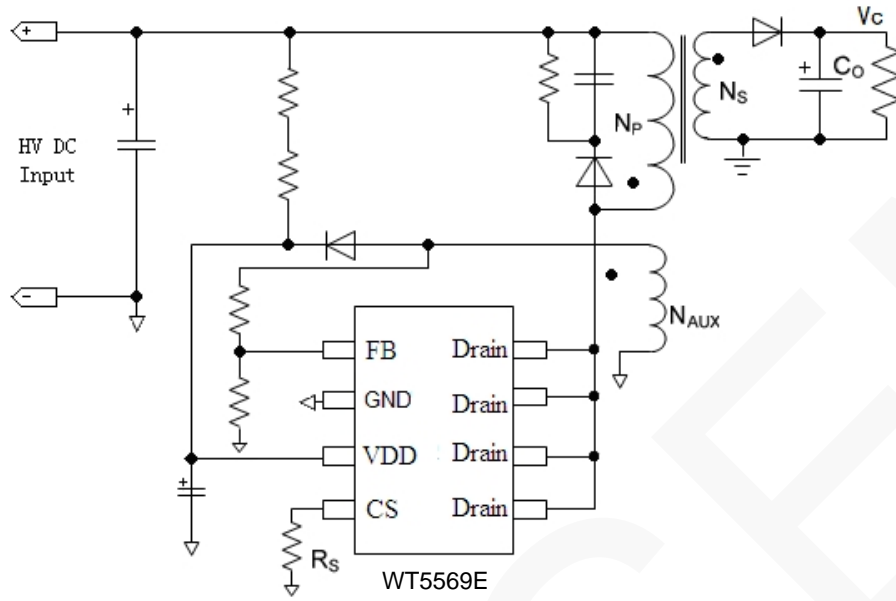 +
VC
+
+
CO
NS
NP
HV DC
Input
-
NAUX
FB
Drain
GND
Drain
VDD
Drain
+
CS
Drain
RS
WT5569E